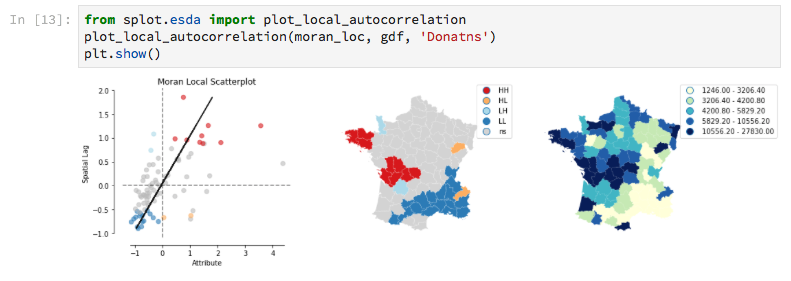 In [13]:
from splot.esda import plot_local_autocorrelation
plot_local_autocorrelation(moran_loc, gdf, 'Donatns')
plt.show()
Moran Local Scatterplot
Spatial Lag
2.0
1.5
1.0
0.5
0.0
−0.5
−1.0
−1 0 1 2 3 4
Attribute
HH
HL
LH
LL
ns
1246.00 - 3206.40
3206.40 - 4200.80
4200.80 - 5829.20
5829.20 - 10556.20
10556.20 - 27830.00